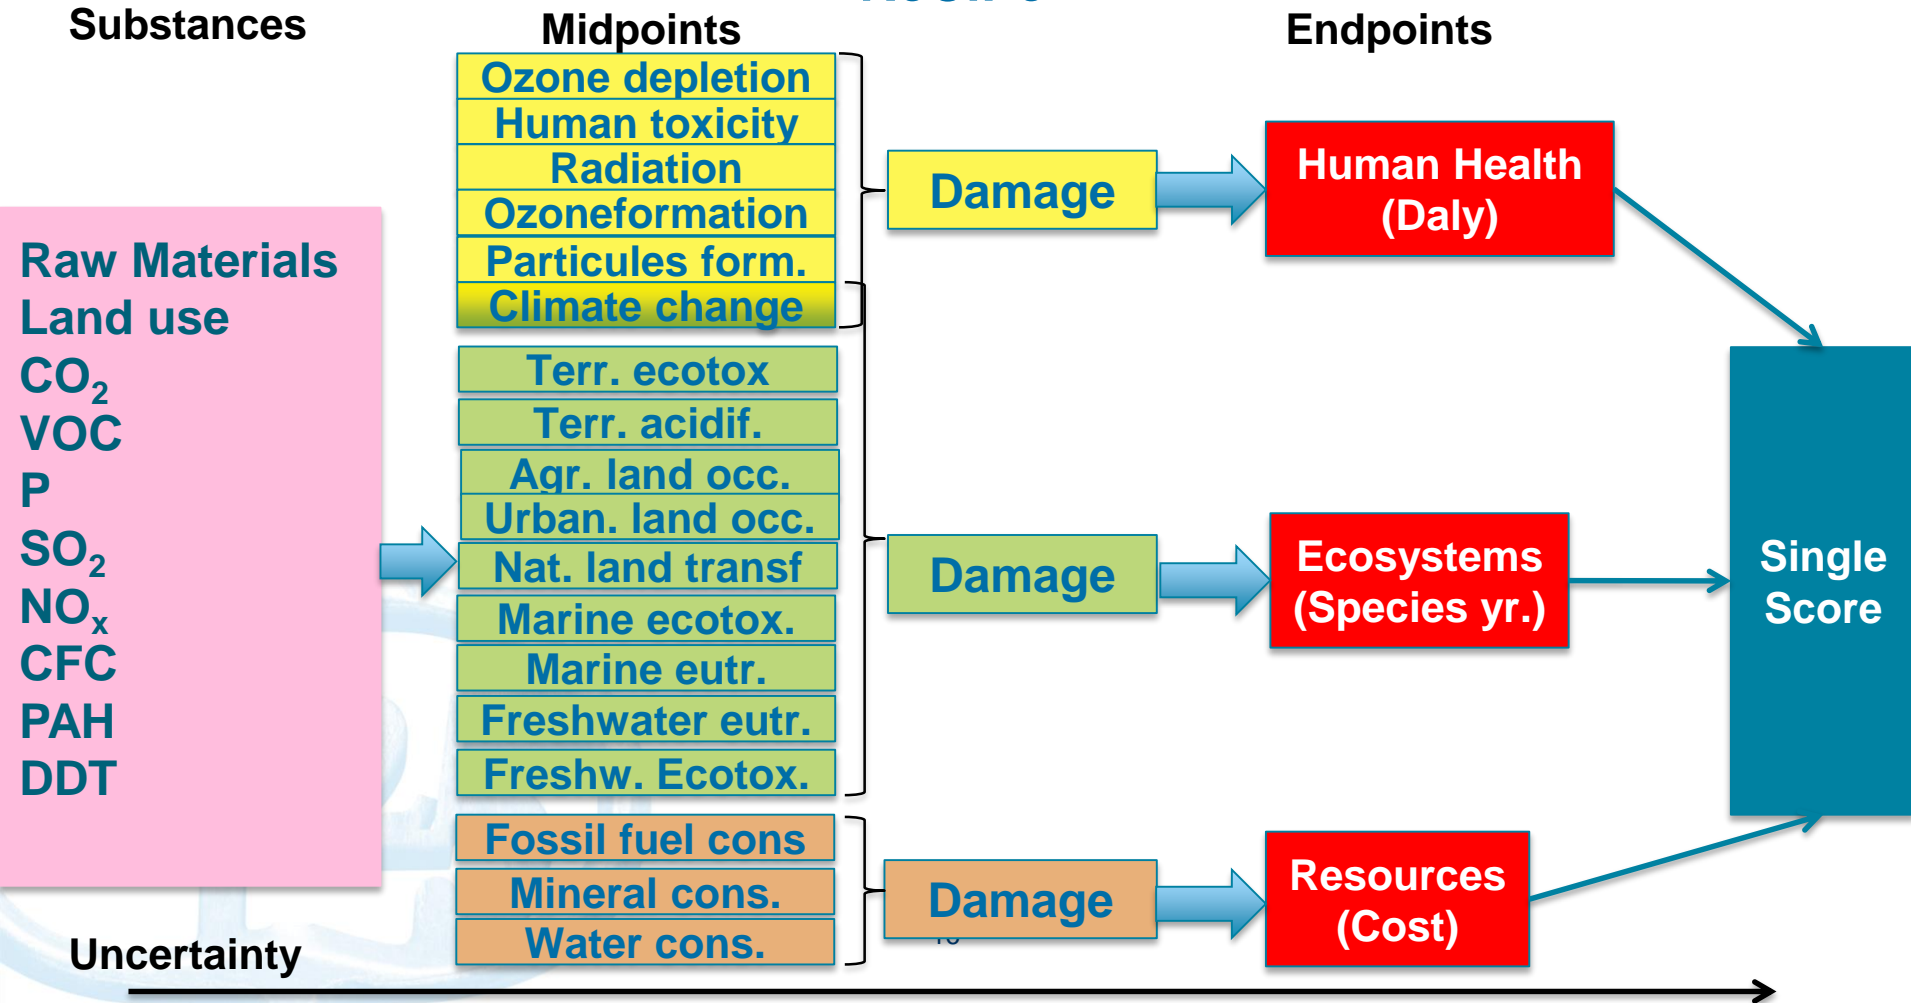 Substances
Midpoints
Endpoints
Raw Materials
Land use
CO₂
VOC
P
SO₂
NOₓ
CFC
PAH
DDT
Ozone depletion
Human toxicity
Radiation
Ozoneformation
Particules form.
Climate change
Terr. ecotox
Terr. acidif.
Agr. land occ.
Urban. land occ.
Nat. land transf
Marine ecotox.
Marine eutr.
Freshwater eutr.
Freshw. Ecotox.
Fossil fuel cons
Mineral cons.
Water cons.
Damage
Damage
Damage
Human Health
(Daly)
Ecosystems
(Species yr.)
Resources
(Cost)
Single
Score
Uncertainty